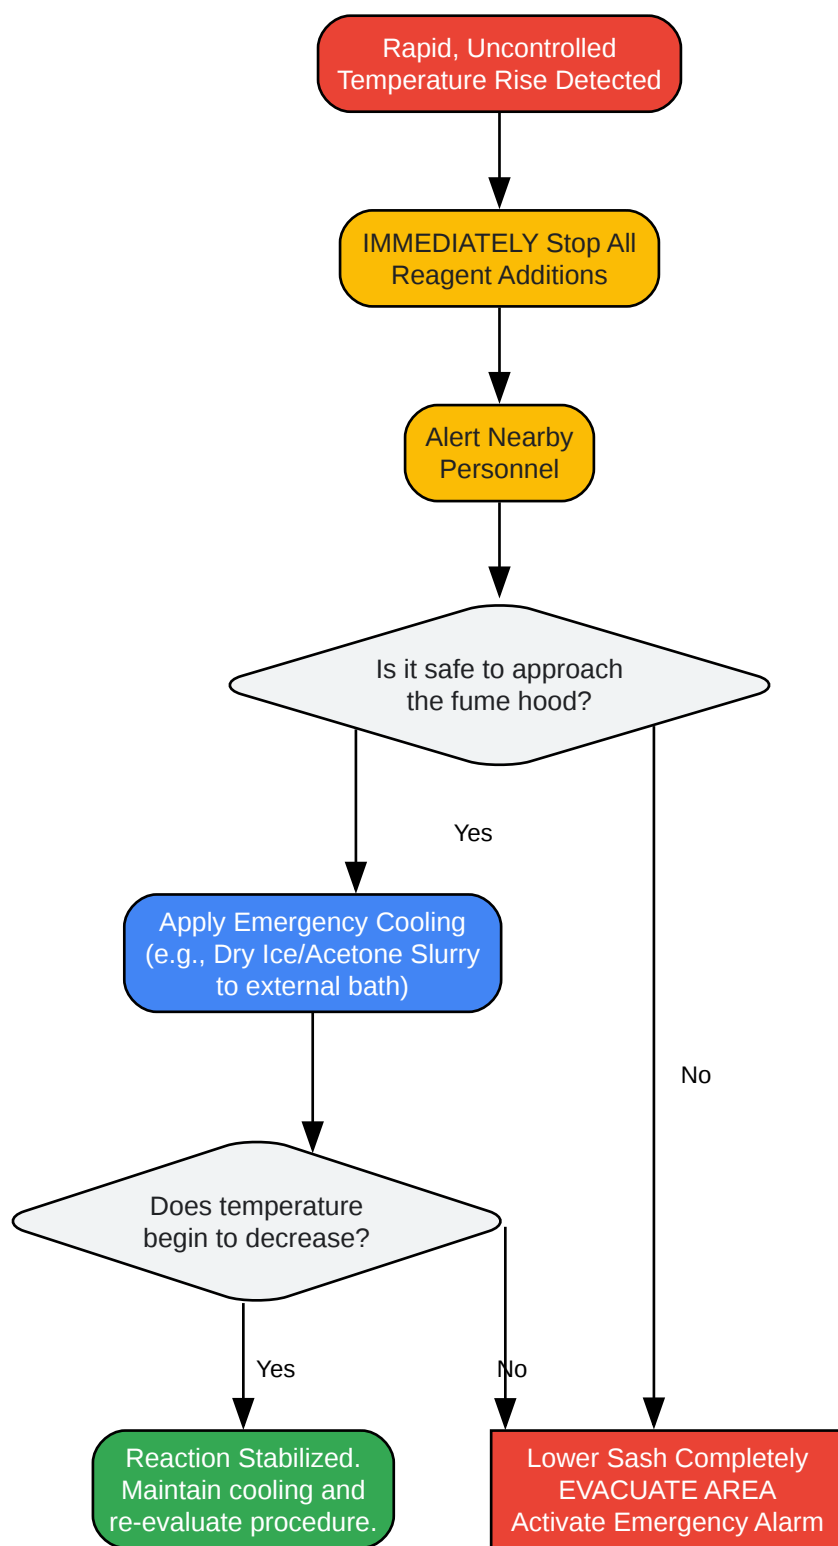 Rapid, Uncontrolled
Temperature Rise Detected
IMMEDIATELY Stop All
Reagent Additions
Alert Nearby
Personnel
Is it safe to approach
the fume hood?
Yes
Apply Emergency Cooling
(e.g., Dry Ice/Acetone Slurry
to external bath)
No
Does temperature
begin to decrease?
Yes
No
Reaction Stabilized.
Maintain cooling and
re-evaluate procedure.
Lower Sash Completely
EVACUATE AREA
Activate Emergency Alarm